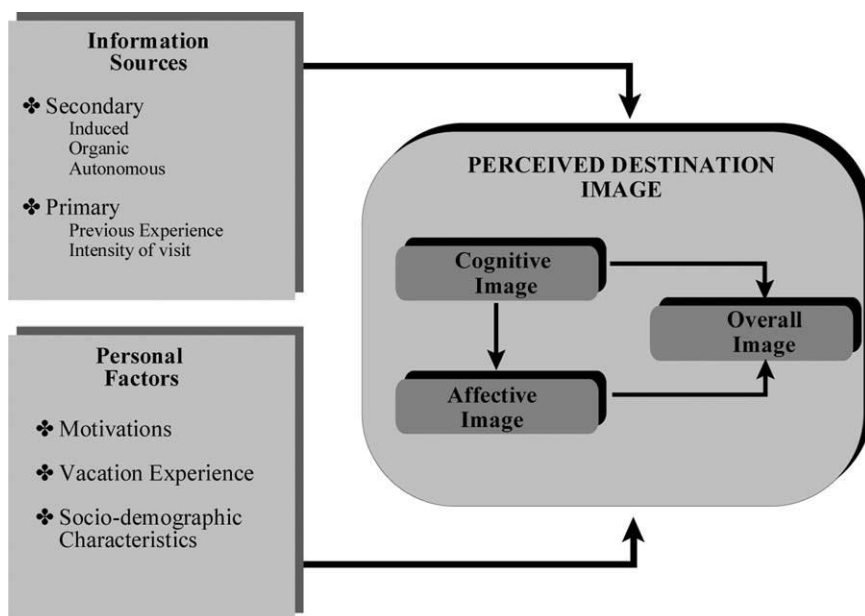 Information
Sources
✤ Secondary
Induced
Organic
Autonomous
✤ Primary
Previous Experience
Intensity of visit
Personal
Factors
✤ Motivations
✤ Vacation Experience
✤ Socio-demographic
Characteristics
PERCEIVED DESTINATION
IMAGE
Cognitive
Image
Affective
Image
Overall
Image